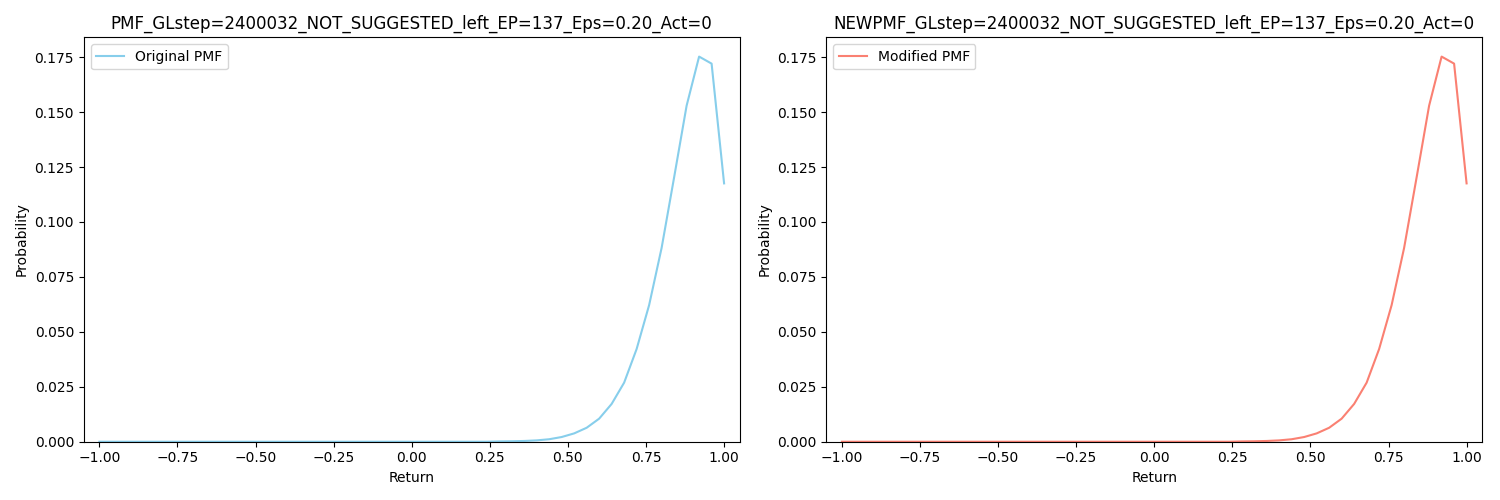 PMF_GLstep=2400032_NOT_SUGGESTED_left_EP=137_Eps=0.20_Act=0
Original PMF
Probability
0.175
0.150
0.125
0.100
0.075
0.050
0.025
0.000
−1.00 −0.75 −0.50 −0.25 0.00 0.25 0.50 0.75 1.00
Return
NEWPMF_GLstep=2400032_NOT_SUGGESTED_left_EP=137_Eps=0.20_Act=0
Modified PMF
Probability
0.175
0.150
0.125
0.100
0.075
0.050
0.025
0.000
−1.00 −0.75 −0.50 −0.25 0.00 0.25 0.50 0.75 1.00
Return